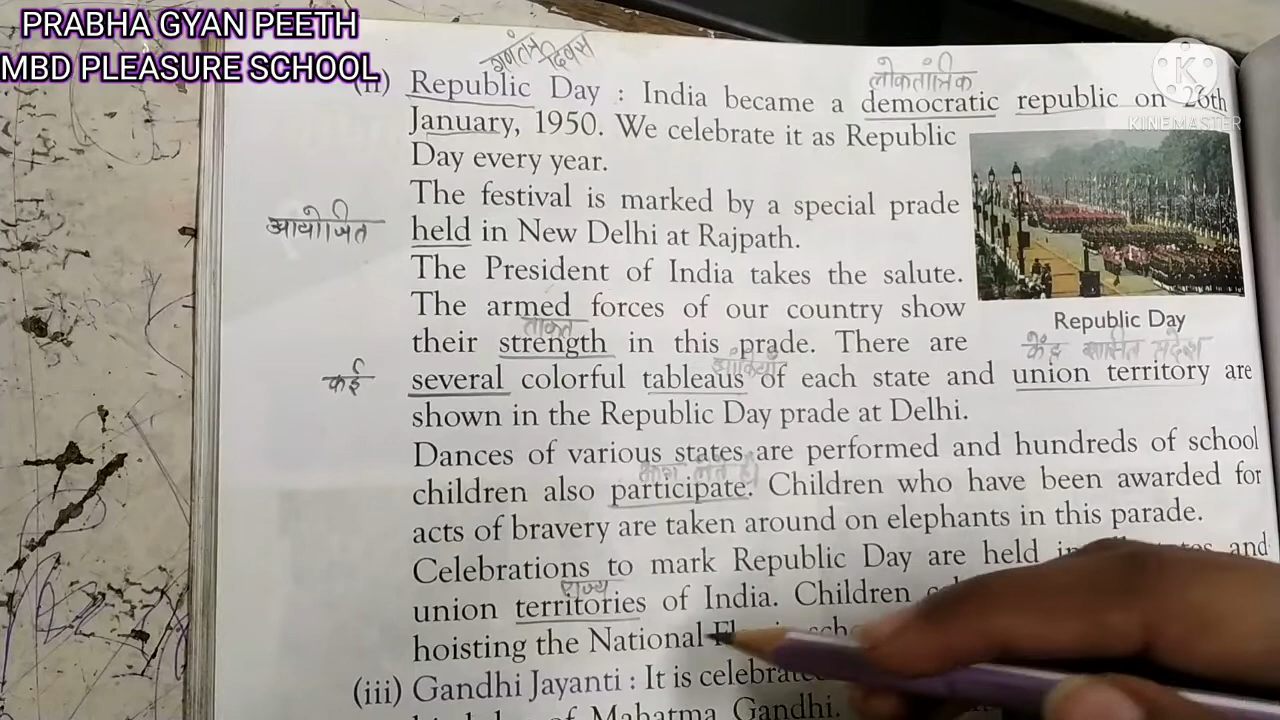 PRABHA GYAN PEETH
MBD PLEASURE SCHOOL
गणतंत्र दिवस
लोकतांत्रिक
K
KINEMASTER
(ii) Republic Day : India became a democratic republic on 26th
January, 1950. We celebrate it as Republic
Day every year.
The festival is marked by a special prade
आयोजित
held in New Delhi at Rajpath.
The President of India takes the salute.
The armed forces of our country show
Republic Day
ताकत
their strength in this prade. There are
झांकियाँ
कई
several colorful tableaus of each state and union territory are
shown in the Republic Day prade at Delhi.
Dances of various states are performed and hundreds of school
children also participate. Children who have been awarded for
acts of bravery are taken around on elephants in this parade.
Celebrations to mark Republic Day are held and
राज्य
union territories of India. Children
hoisting the National
(iii) Gandhi Jayanti : It is
of Mahatma Gandhi.